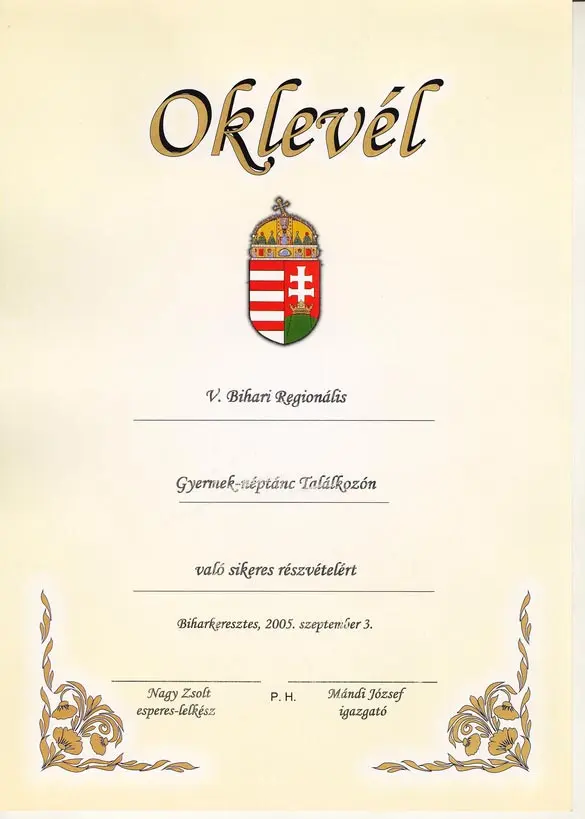 Oklevél
V. Bihari Regionális
Gyermek-néptánc Találkozón
való sikeres részvételért
Biharkeresztes, 2005. szeptember 3.
Nagy Zsolt P. H. Mándi József
esperes-lelkész igazgató